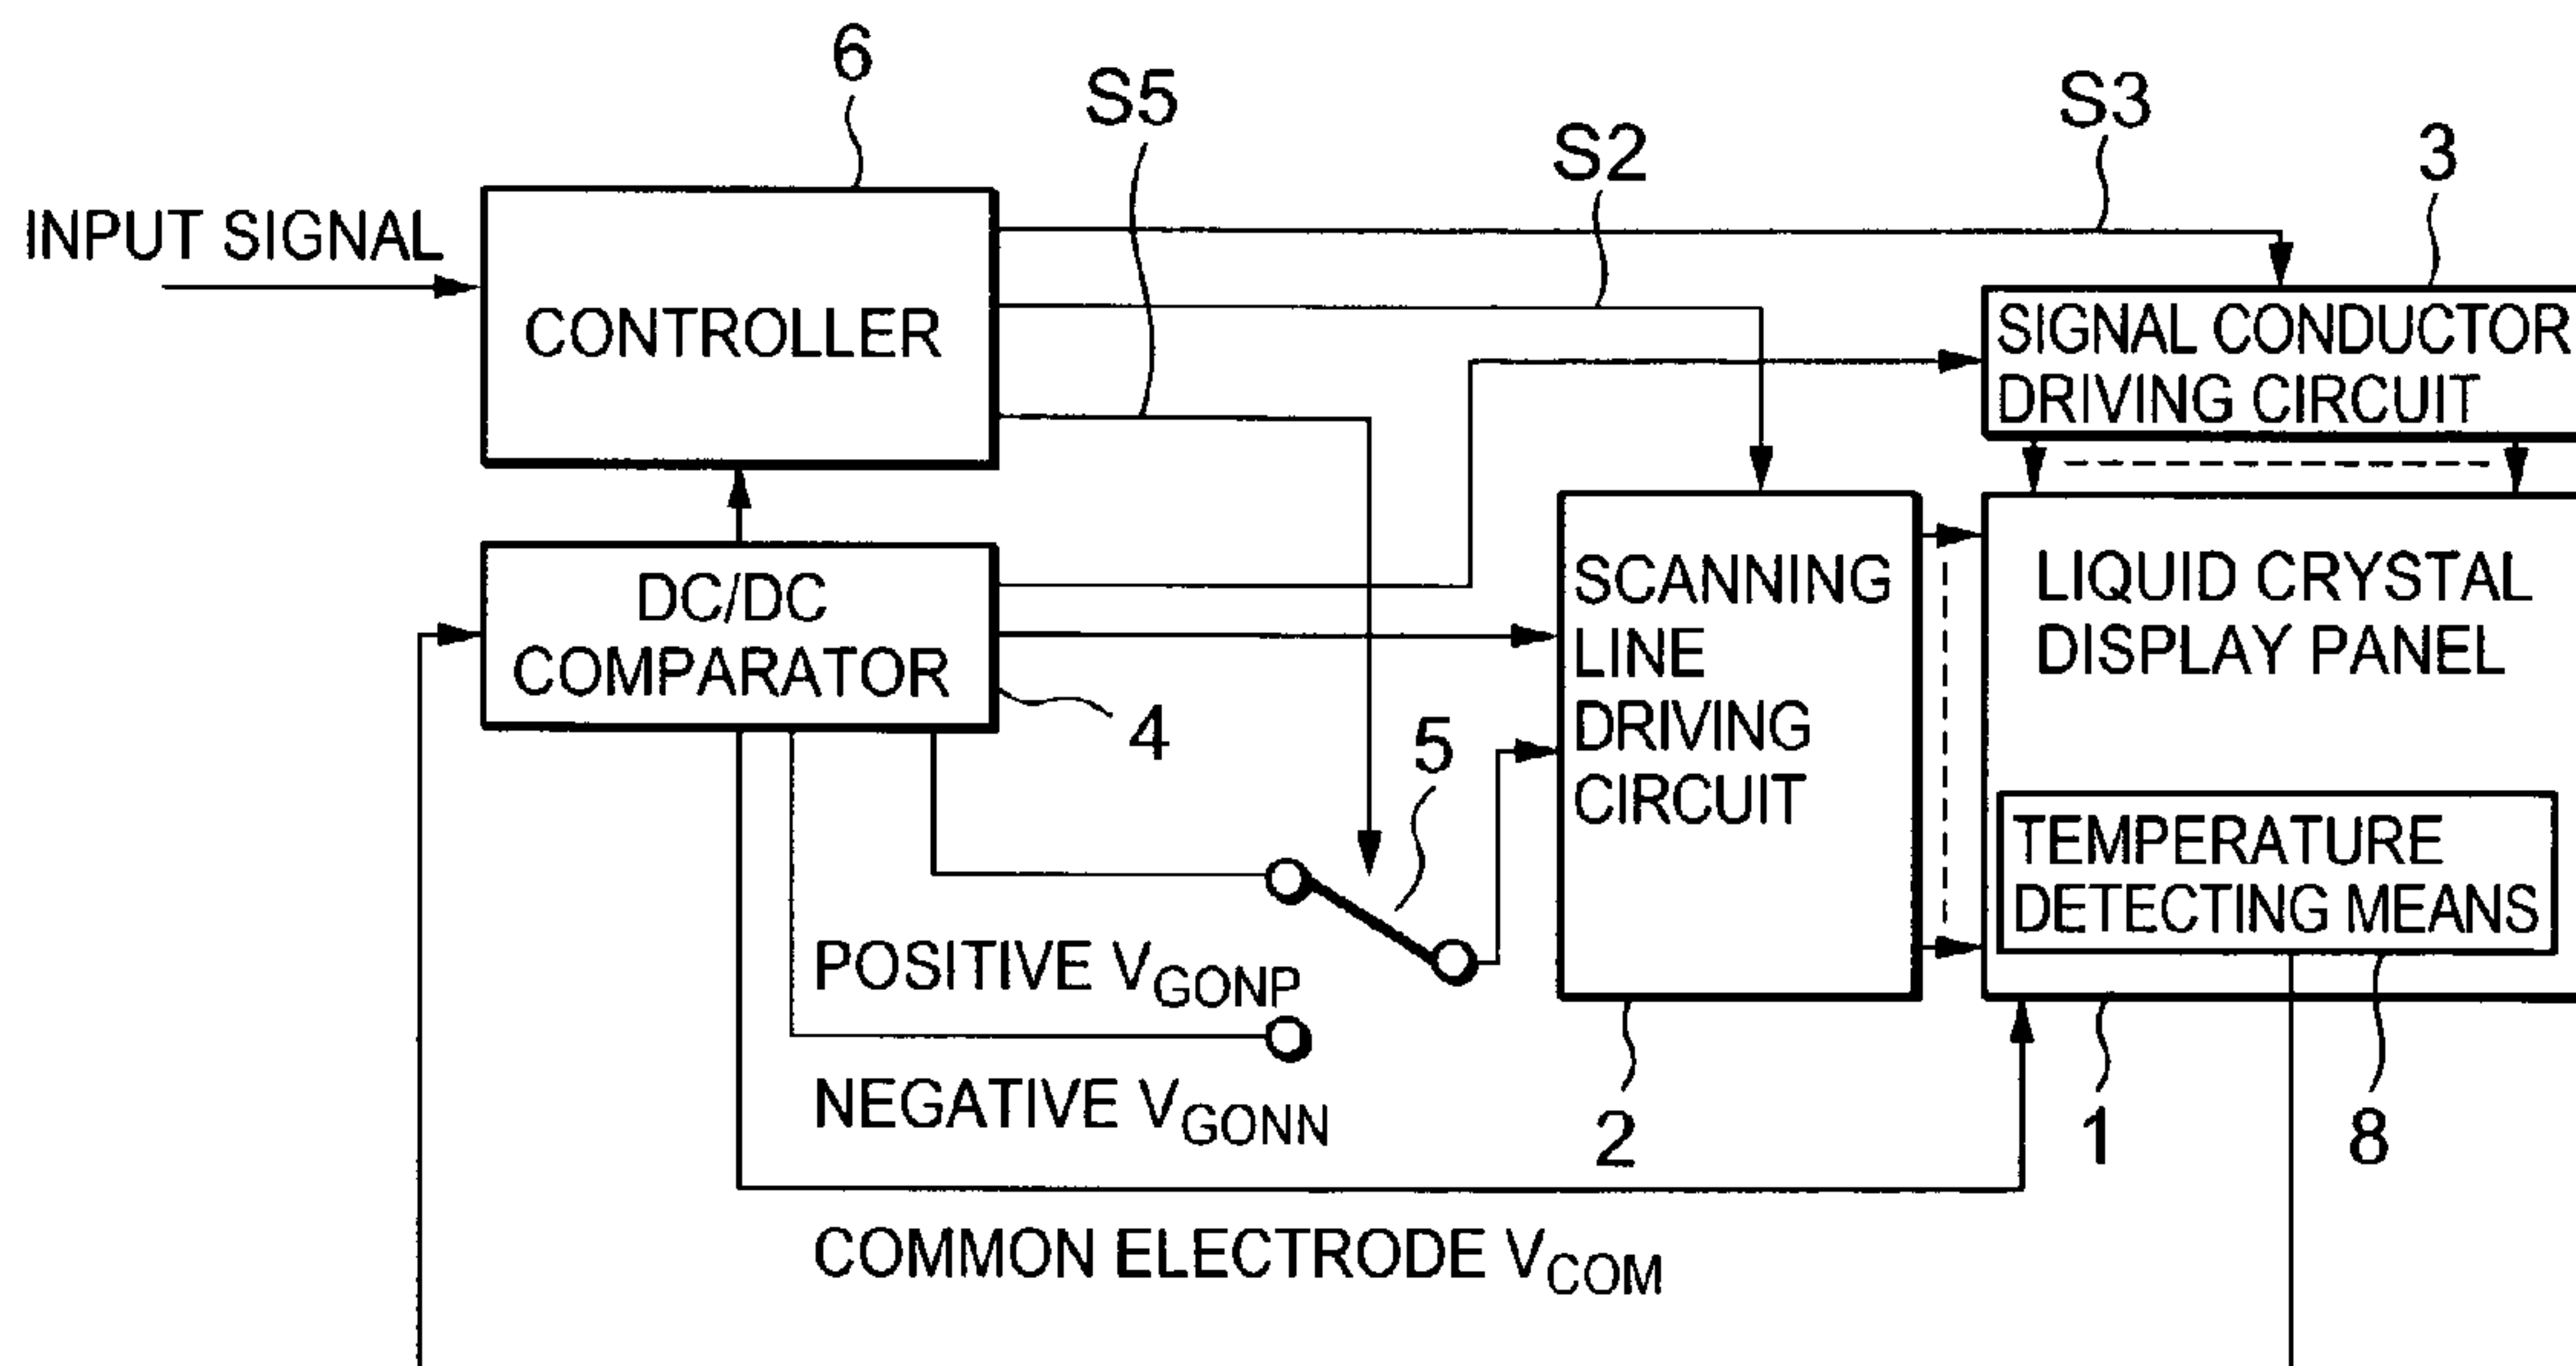 6
S5
S3
S2
3
INPUT SIGNAL
CONTROLLER
SIGNAL CONDUCTOR
DRIVING CIRCUIT
DC/DC
COMPARATOR
4
5
SCANNING
LINE
DRIVING
CIRCUIT
LIQUID CRYSTAL
DISPLAY PANEL
TEMPERATURE
DETECTING MEANS
POSITIVE VGONP
NEGATIVE VGONN
2
1
8
COMMON ELECTRODE VCOM